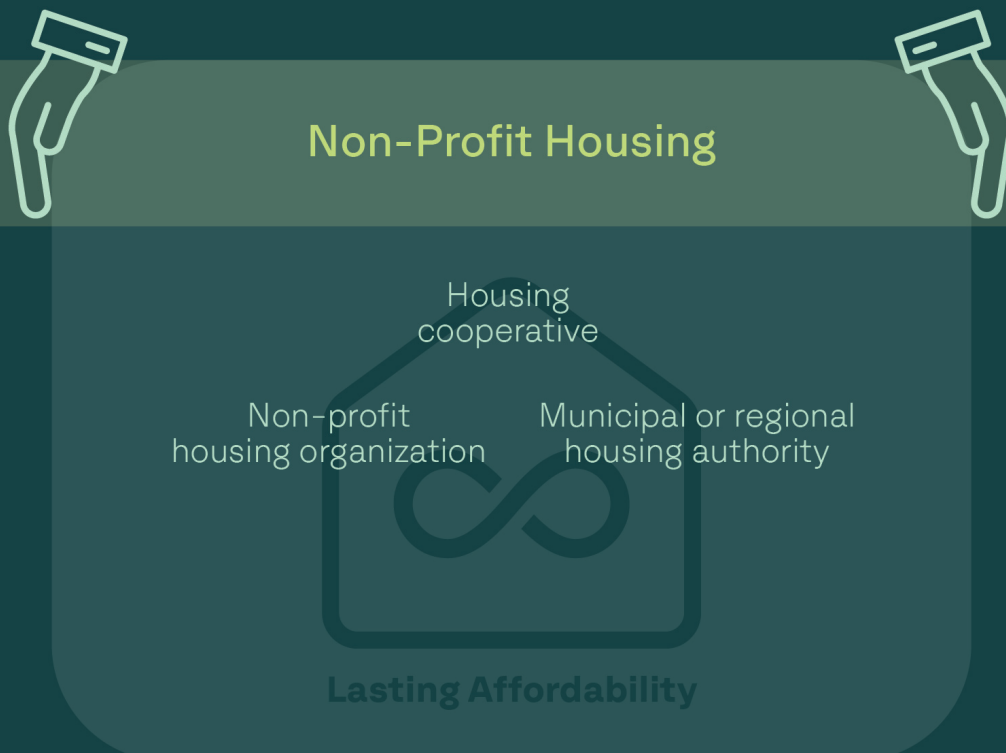 Non-Profit Housing
Housing
cooperative
Non-profit
housing organization
Municipal or regional
housing authority
Lasting Affordability